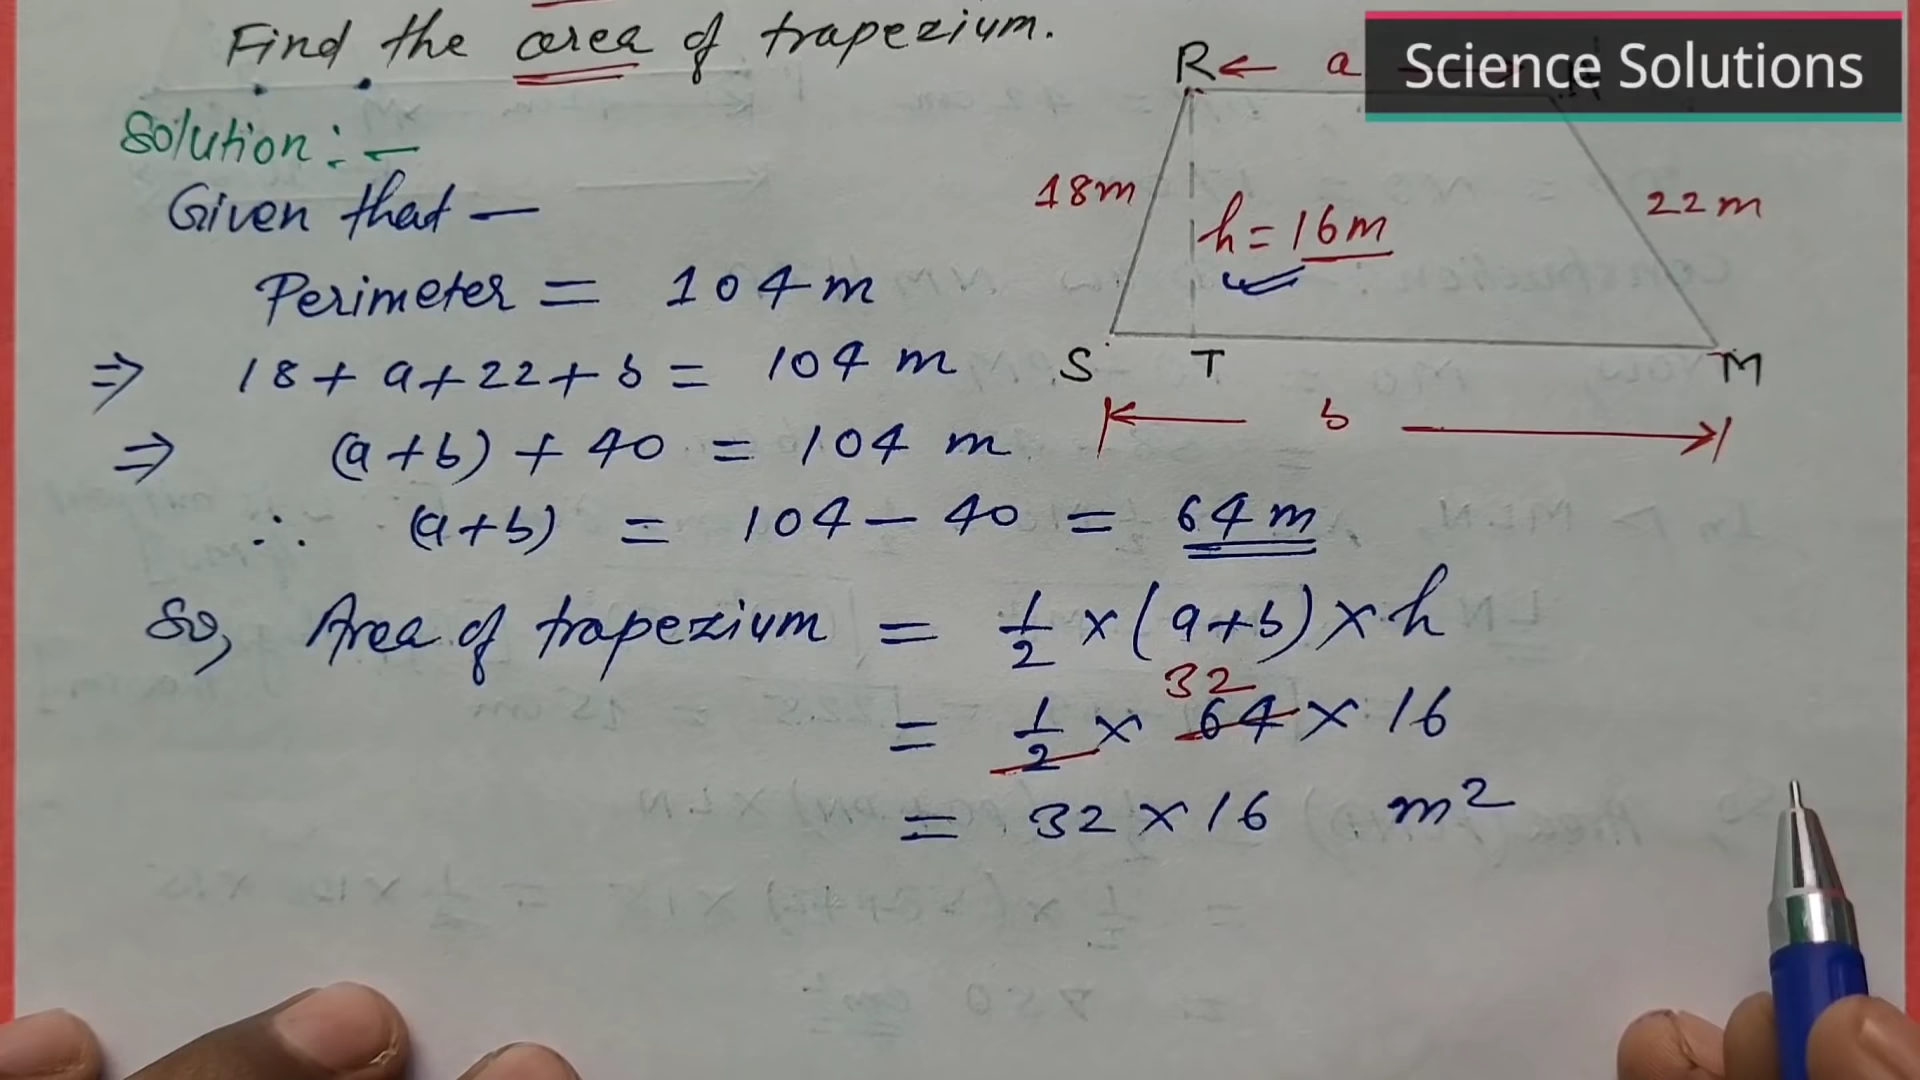 Find the area of trapezium.
Science Solutions
Solution :-
Given that —
Perimeter = 104 m
⇒ 18 + a + 22 + b = 104 m
⇒ (a + b) + 40 = 104 m
∴ (a + b) = 104 − 40 = 64 m
So, Area of trapezium = 1/2 × (a + b) × h
32
= 1/2 × 64 × 16
= 32 × 16 m²
R ← a
18m
h = 16m
22m
S T M
b